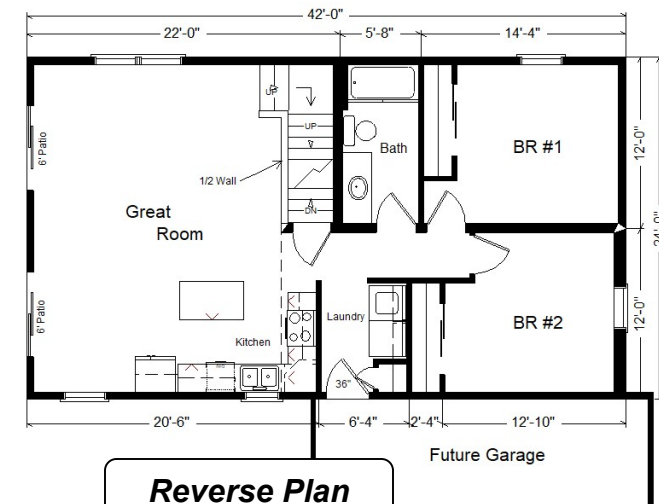 42'-0"
22'-0"
5'-8"
14'-4"
UP
UP
6' Patio
1/2 Wall
Bath
BR #1
12'-0"
24'-0"
DN
Great
Room
6' Patio
Kitchen
Laundry
BR #2
12'-0"
36"
20'-6"
6'-4"
2'-4"
12'-10"
Future Garage
Reverse Plan